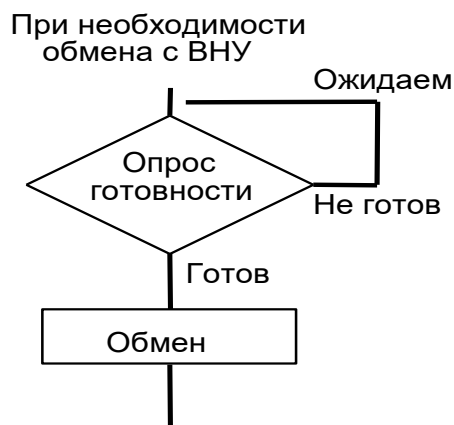 При необходимости
обмена с ВНУ
Ожидаем
Опрос
готовности
Не готов
Готов
Обмен